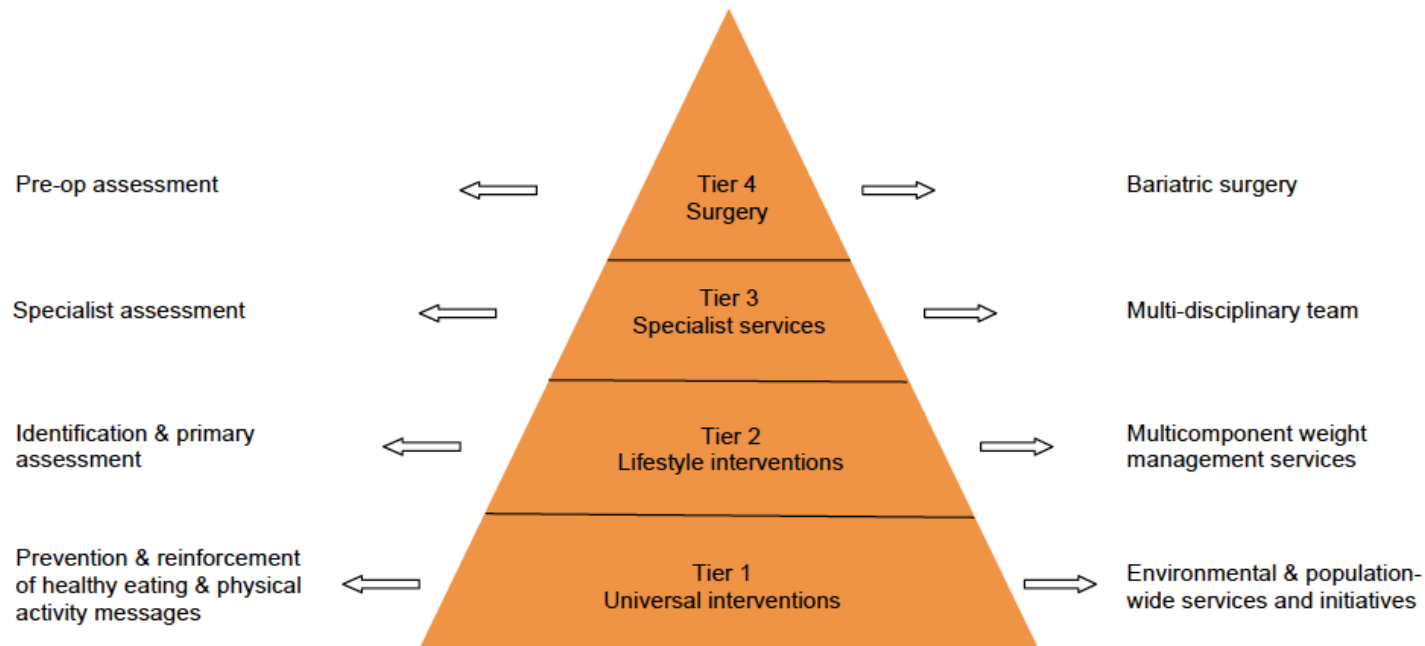 Pre-op assessment
Tier 4
Surgery
Bariatric surgery
Specialist assessment
Tier 3
Specialist services
Multi-disciplinary team
Identification & primary
assessment
Tier 2
Lifestyle interventions
Multicomponent weight
management services
Prevention & reinforcement
of healthy eating & physical
activity messages
Tier 1
Universal interventions
Environmental & population-
wide services and initiatives